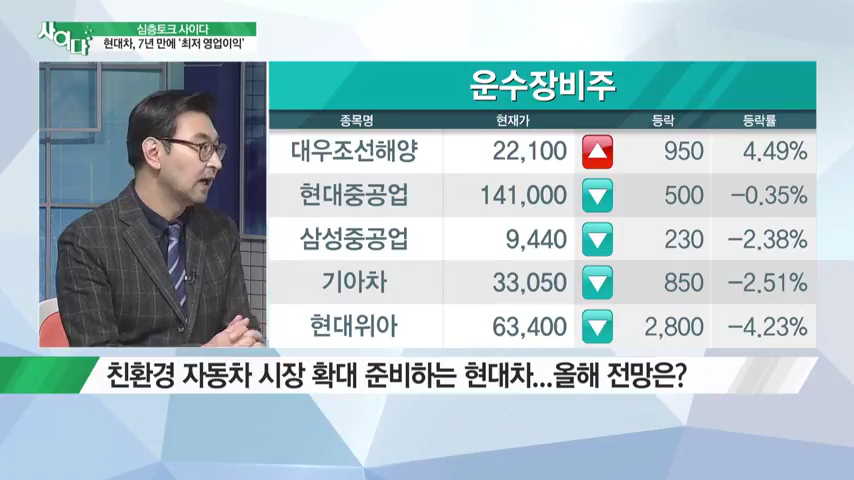 사이다
심층토크 사이다
현대차, 7년 만에 '최저 영업이익'
운수장비주
종목명 현재가 등락 등락률
대우조선해양 22,100 ▲ 950 4.49%
현대중공업 141,000 ▼ 500 -0.35%
삼성중공업 9,440 ▼ 230 -2.38%
기아차 33,050 ▼ 850 -2.51%
현대위아 63,400 ▼ 2,800 -4.23%
친환경 자동차 시장 확대 준비하는 현대차...올해 전망은?